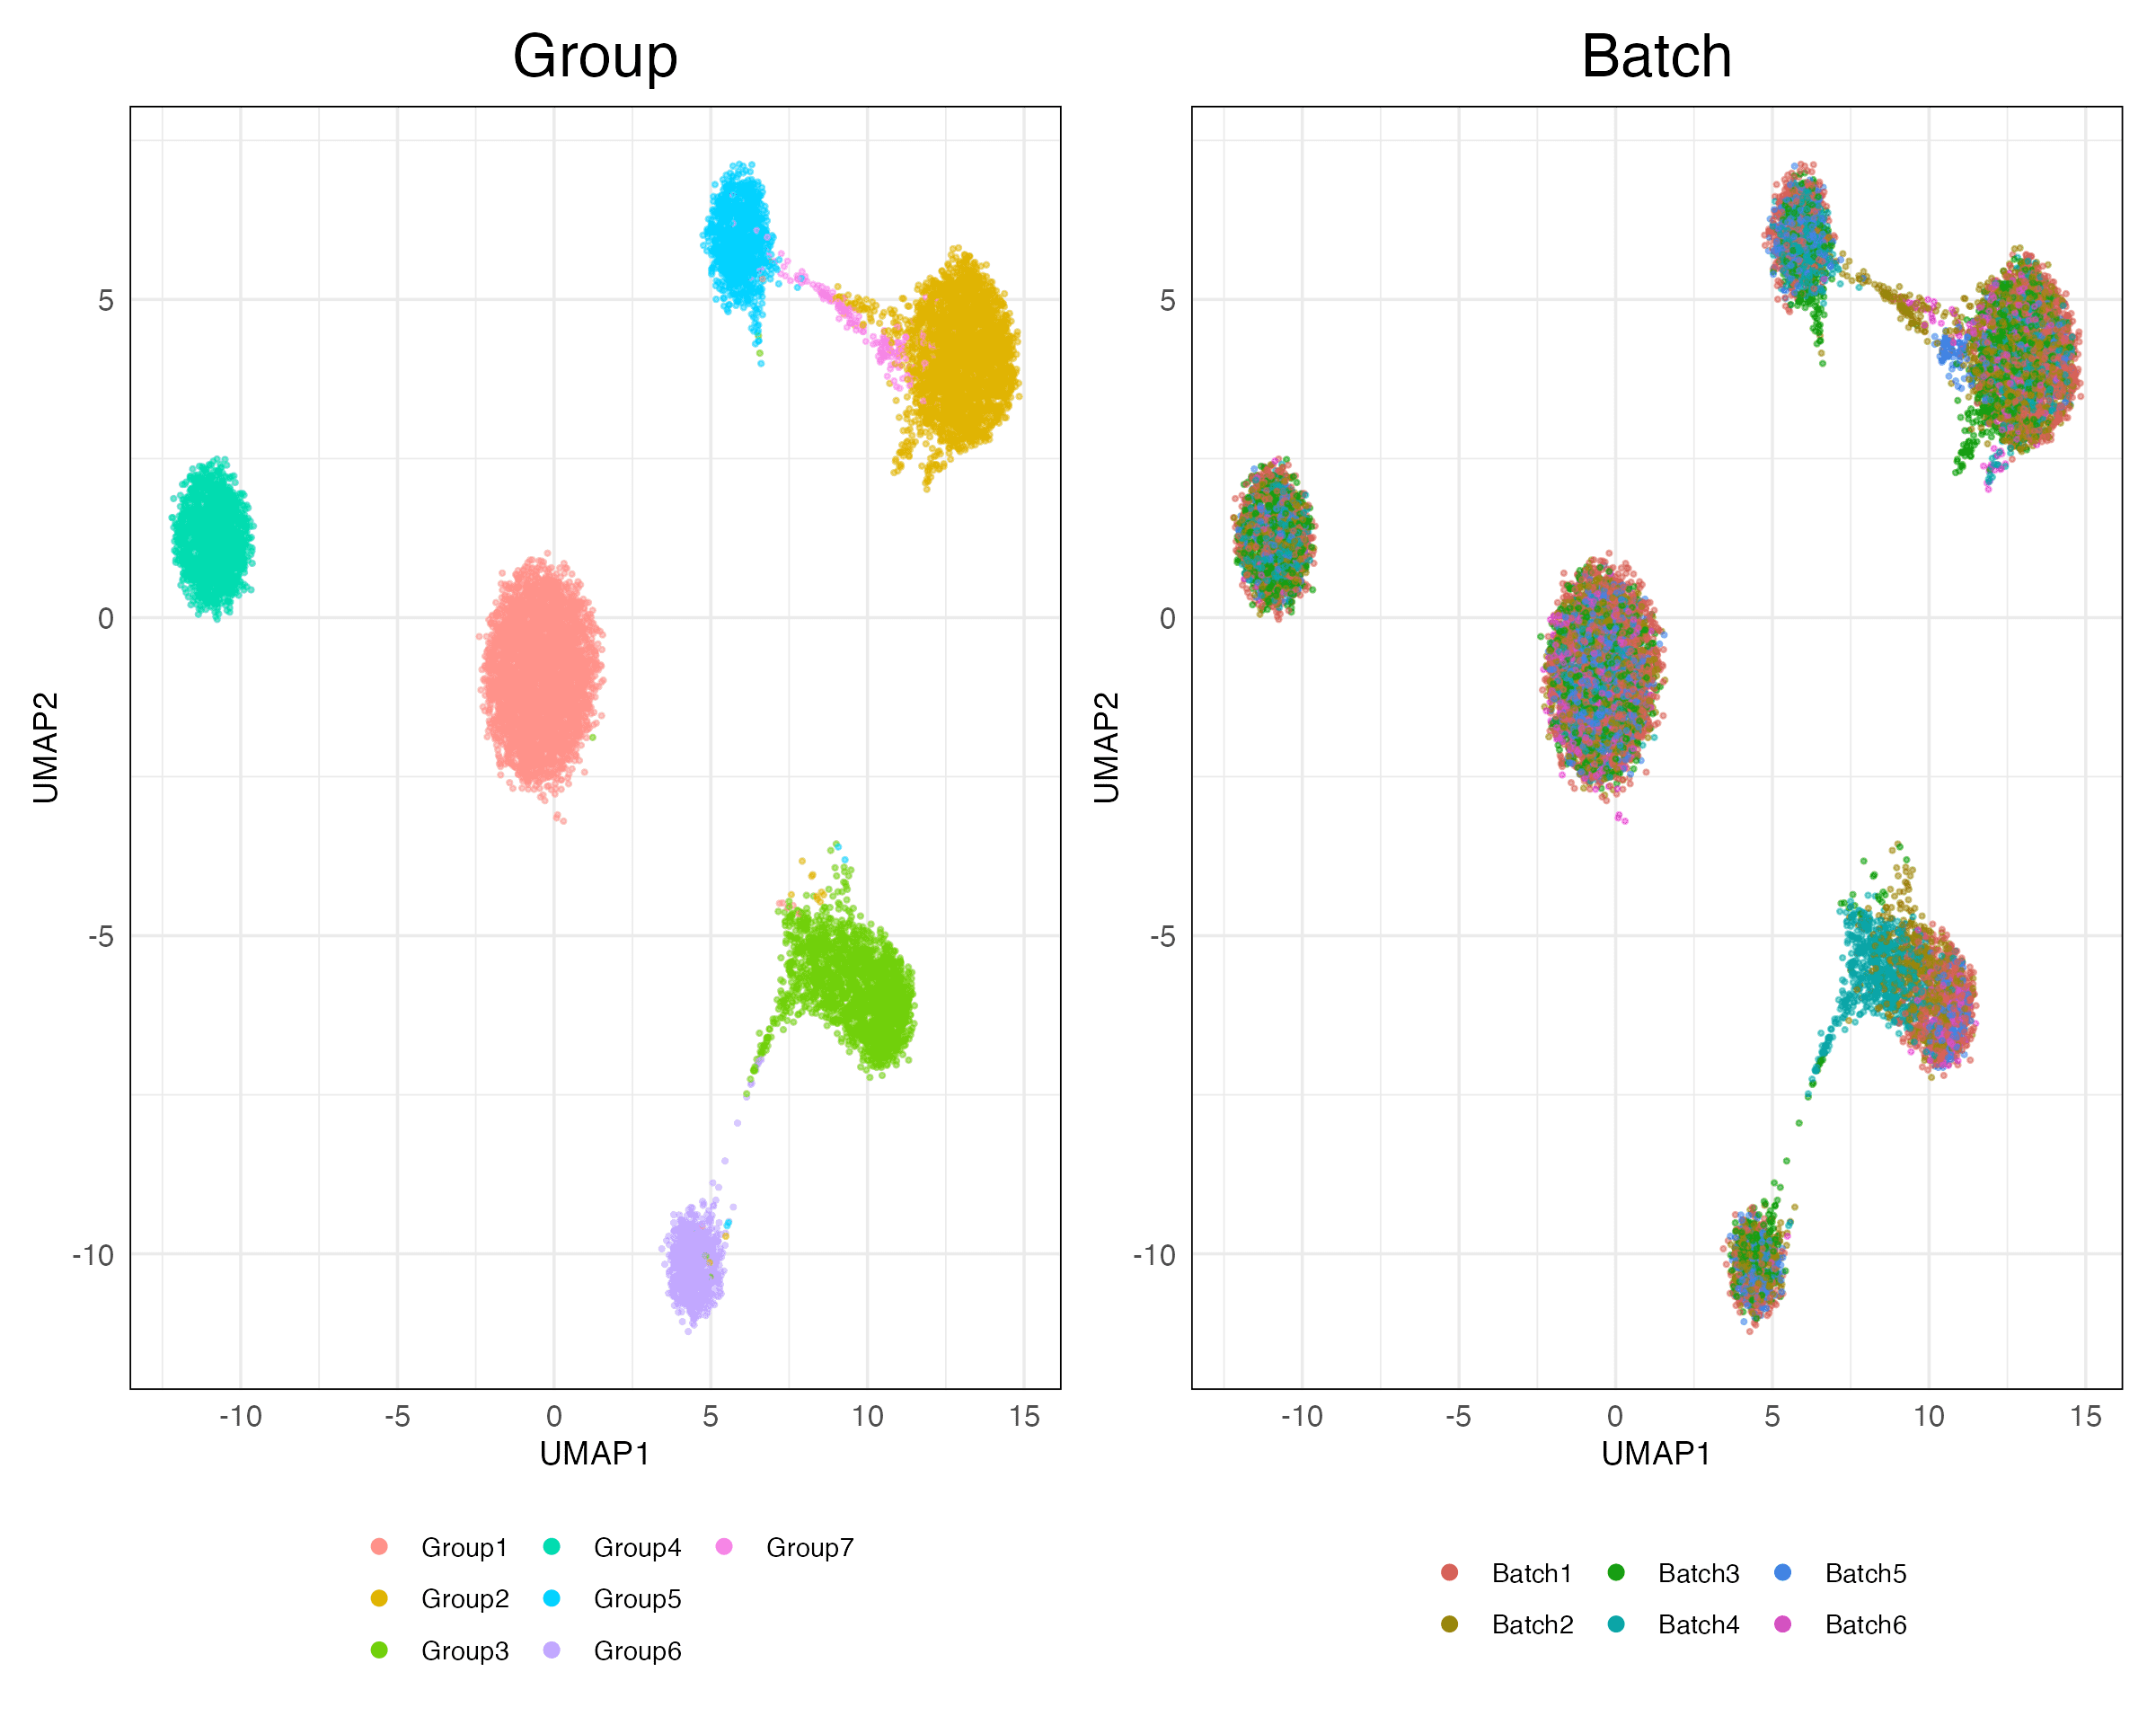 Group
Batch
UMAP2
5
0
-5
-10
-10 -5 0 5 10 15
UMAP1
Group1 Group4 Group7
Group2 Group5
Group3 Group6
UMAP2
5
0
-5
-10
-10 -5 0 5 10 15
UMAP1
Batch1 Batch3 Batch5
Batch2 Batch4 Batch6